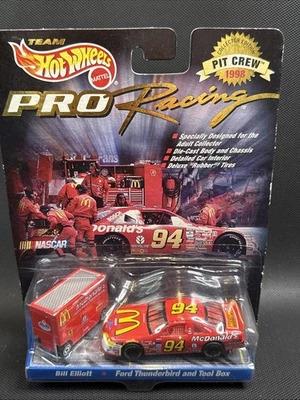 TEAM
Hot Wheels
MATTEL
COLLECTOR EDITION
PIT CREW
1998
PRO Racing
Specially Designed for the
Adult Collector
Die-Cast Body and Chassis
Detailed Car Interior
Deluxe "Rubber" Tires
McDonald's
94
NASCAR
94
McDonald's
94
Bill Elliott
Ford Thunderbird and Tool Box